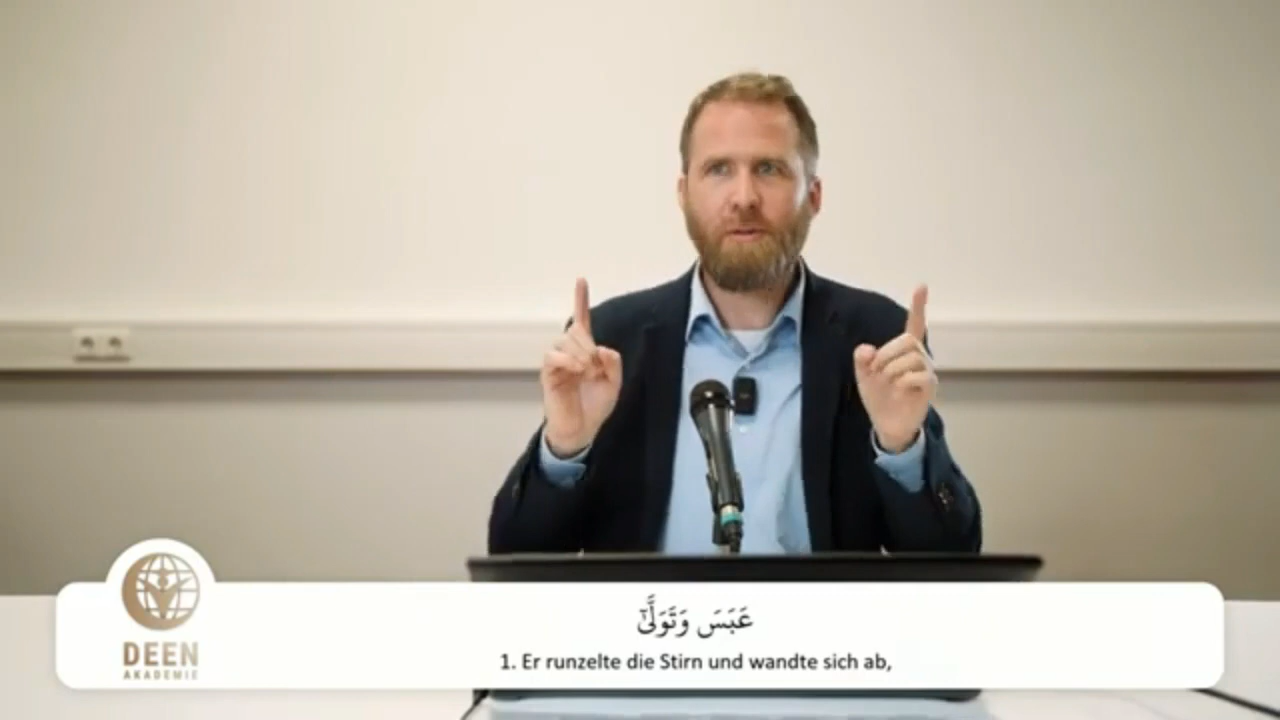 عَبَسَ وَتَوَلَّىٰٓ
1. Er runzelte die Stirn und wandte sich ab,
DEEN
AKADEMIE